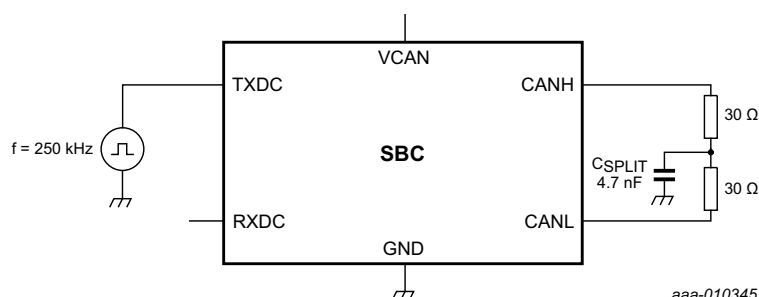 VCAN
TXDC
CANH
30 Ω
f = 250 kHz
SBC
CSPLIT
4.7 nF
30 Ω
RXDC
CANL
GND
aaa-010345